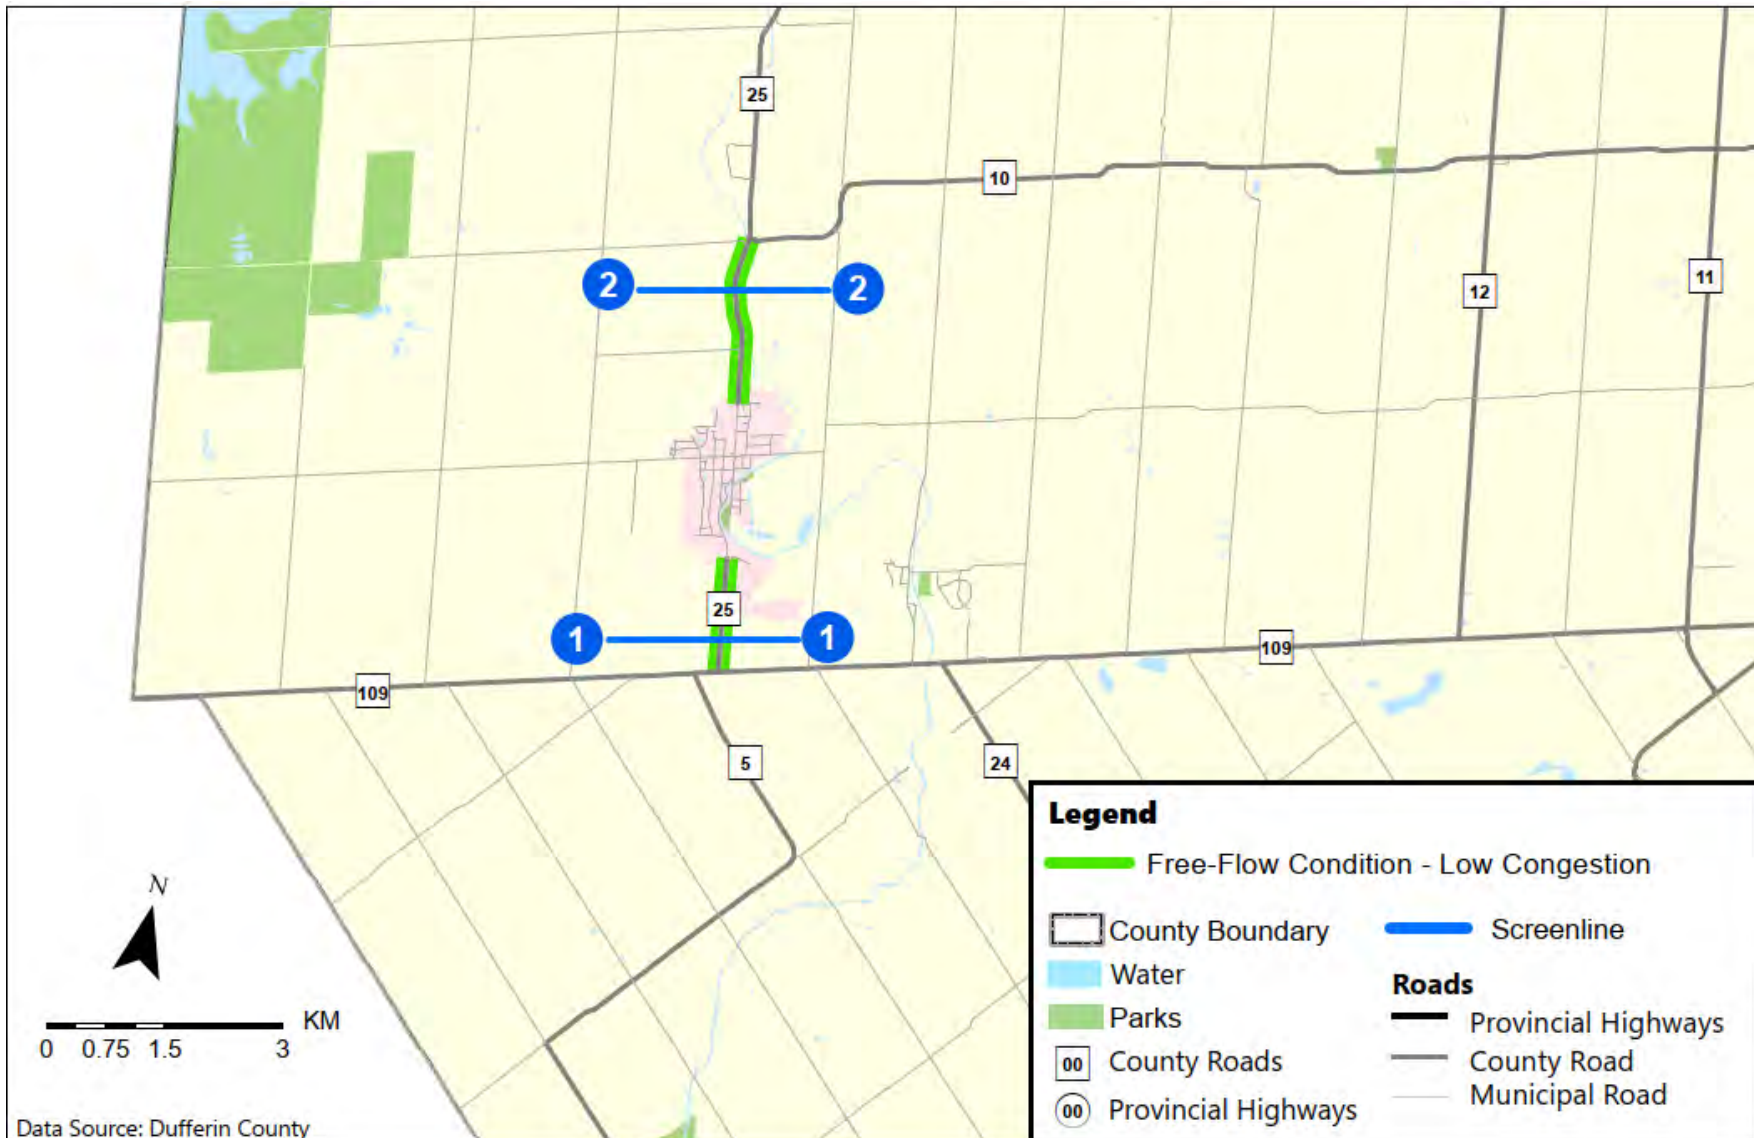 25
10
2 2
12
11
25
1 1
109
109
5
24
N
KM
0 0.75 1.5 3
Data Source: Dufferin County
Legend
Free-Flow Condition - Low Congestion
County Boundary
Screenline
Water
Parks
00 County Roads
00 Provincial Highways
Roads
Provincial Highways
County Road
Municipal Road